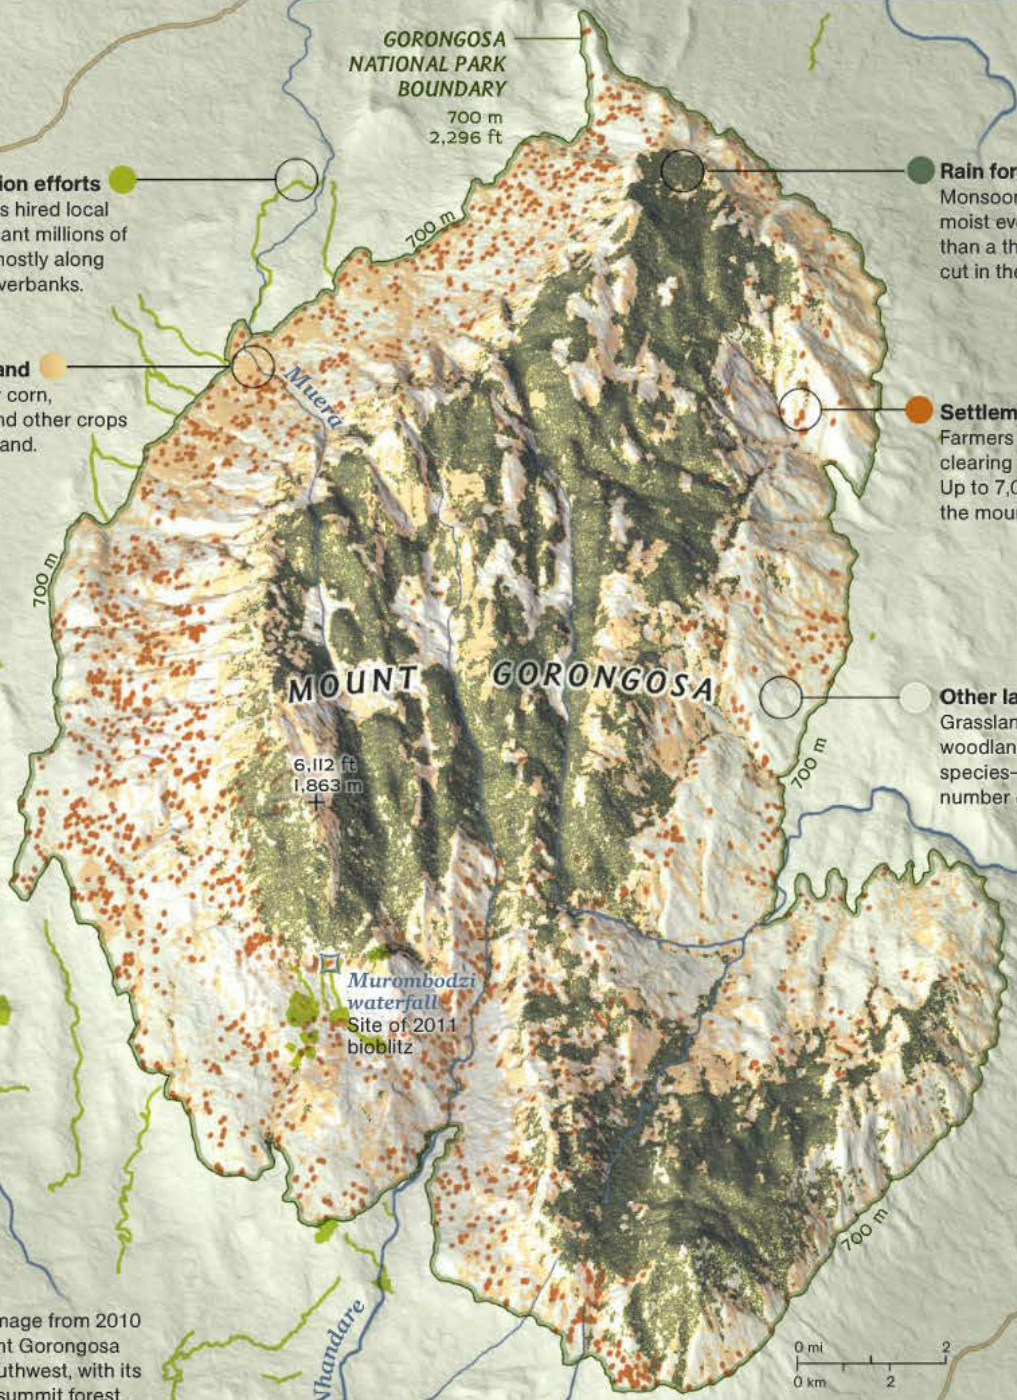 GORONGOSA
NATIONAL PARK
BOUNDARY
700 m
2,296 ft
ion efforts
s hired local
ant millions of
nostly along
verbanks.
Rain for
Monsoon
moist eve
than a th
cut in the
700 m
and
r corn,
nd other crops
and.
Muera
Settlem
Farmers
clearing
Up to 7,0
the mou
700 m
MOUNT GORONGOSA
6,112 ft
1,863 m
Other la
Grasslan
woodlan
species–
number
700 m
Murombodzi
waterfall
Site of 2011
bioblitz
700 m
mage from 2010
nt Gorongosa
uthwest, with its
summit forest.
Nhandare
0 mi 2
0 km 2